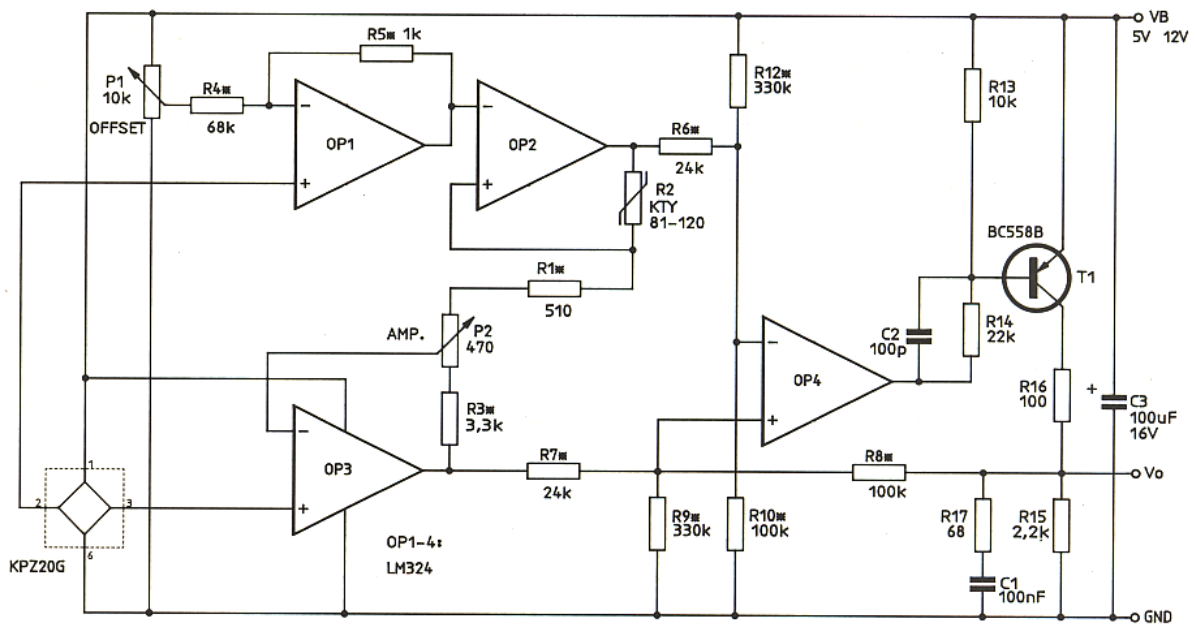 VB
5V 12V
R5※ 1k
P1
10k
OFFSET
R4※
68k
OP1
OP2
R6※
24k
R12※
330k
R13
10k
R2
KTY
81-120
BC558B
T1
R1※
510
AMP.
P2
470
C2
100p
R14
22k
OP4
R16
100
+
C3
100uF
16V
R3※
3,3k
OP3
R7※
24k
R8※
100k
Vo
1
2
3
6
KPZ20G
R9※
330k
R10※
100k
R17
68
R15
2,2k
OP1-4:
LM324
C1
100nF
GND
-
+
-
+
-
+
-
+